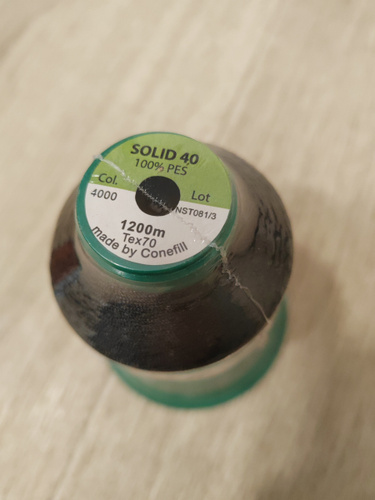 SOLID 40
100% PES
Col. Lot
4000 NST081/3
1200m
Tex70
made by Conefill